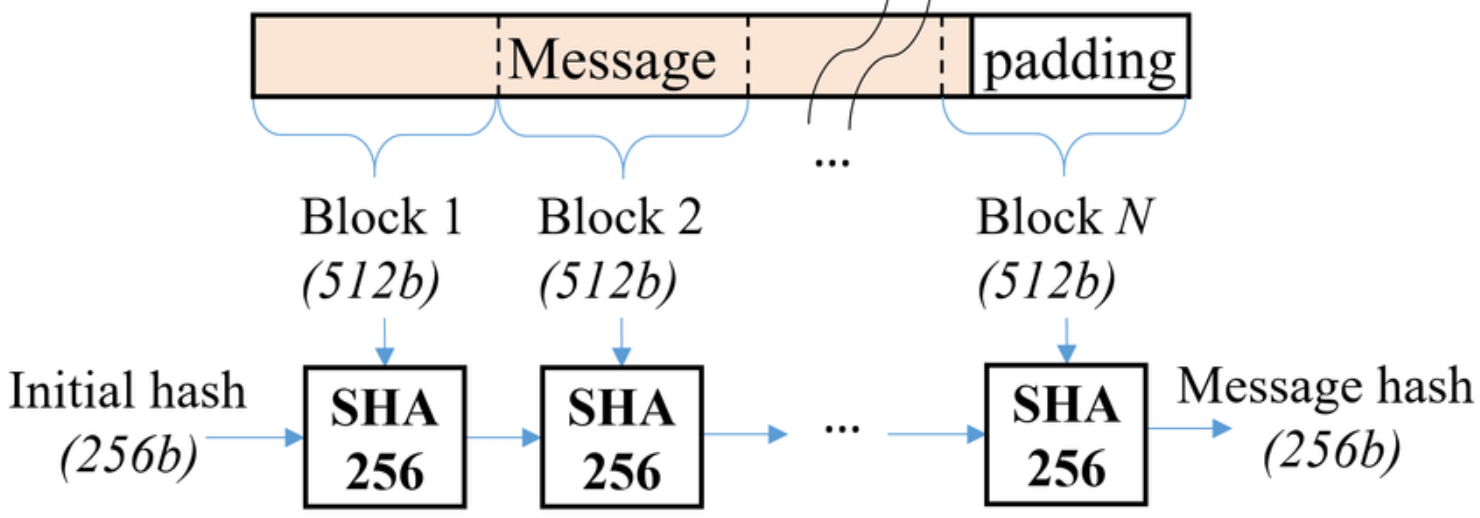 Message padding
...
Block 1 Block 2 Block N
(512b) (512b) (512b)
Initial hash
(256b)
SHA
256
SHA
256
...
SHA
256
Message hash
(256b)